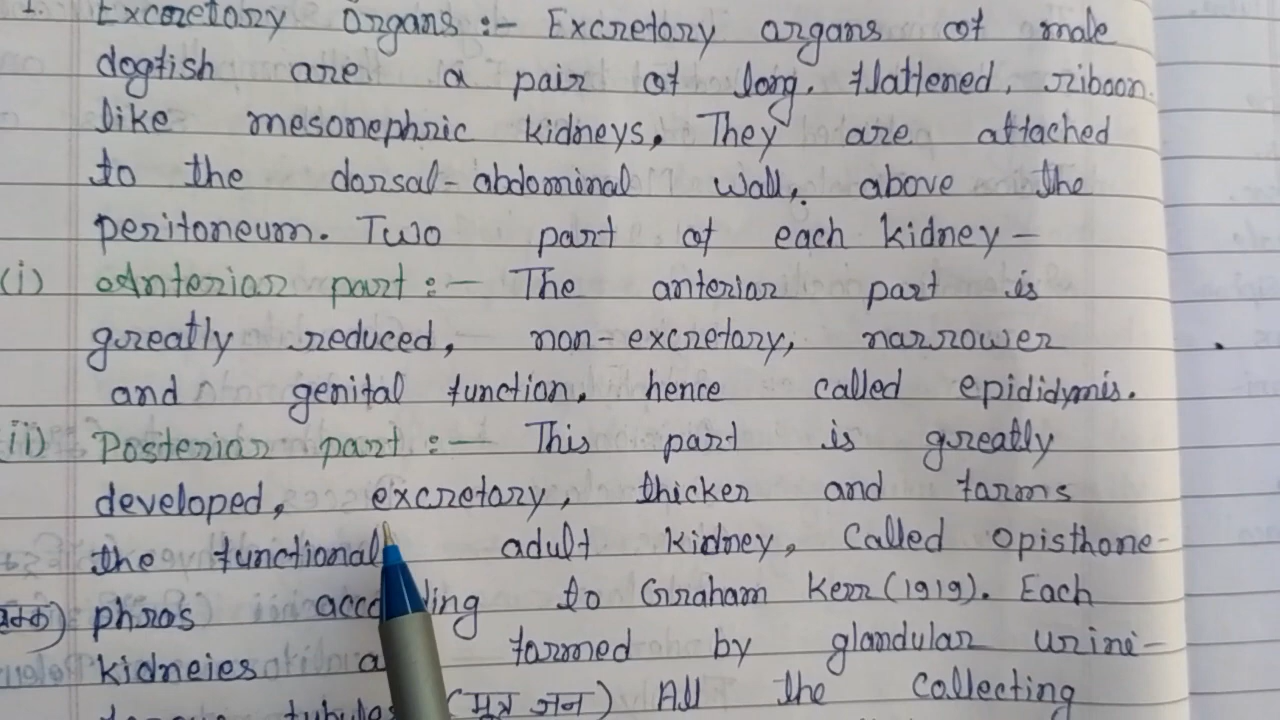 1. Excretory Organs :- Excretory organs of male
dogfish are a pair of long, flattened, riboon
like mesonephric kidneys, They are attached
to the dorsal-abdominal wall, above the
peritoneum. Two part of each kidney-
(i) Anterior part :- The anterior part is
greatly reduced, non-excretory, narrower
and genital function, hence called epididymis.
ii) Posterior part :- This part is greatly
developed, excretory, thicker and forms
the functional adult kidney, Called opisthone-
phros to Graham Kerr (1919). Each
kidneies formed by glandular urine-
(मूत्र जन) All the collecting